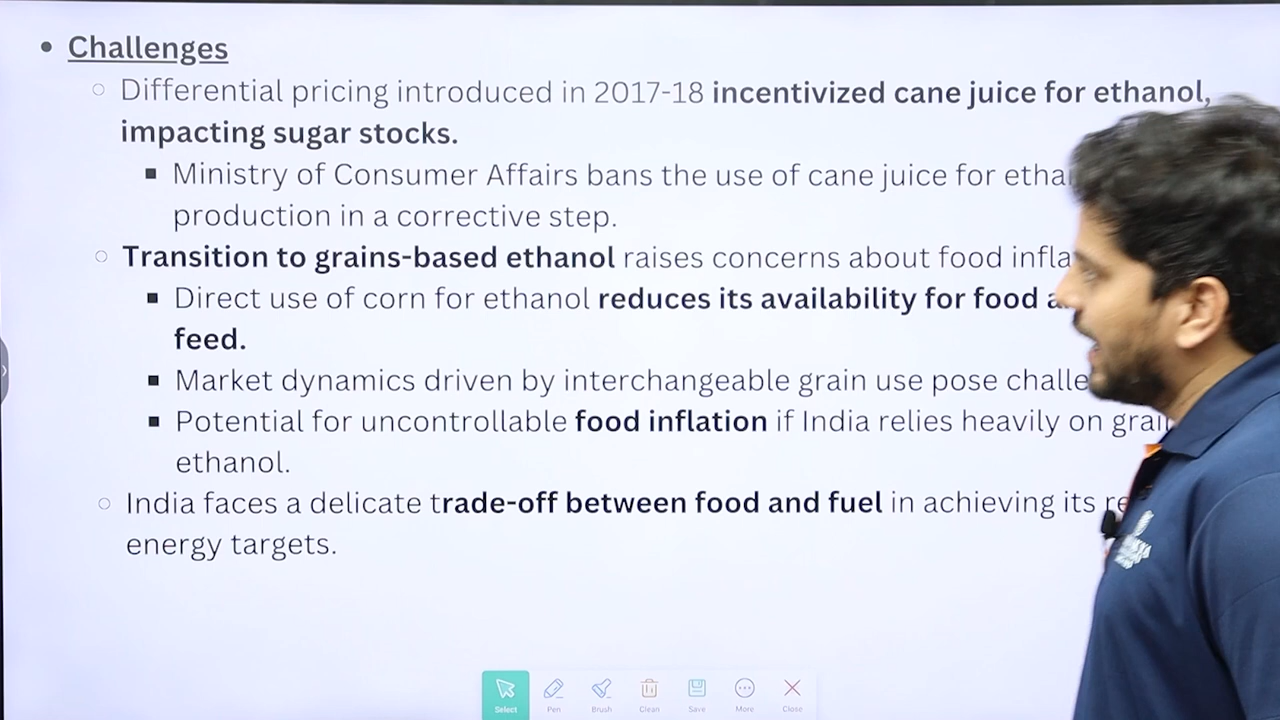 Challenges
Differential pricing introduced in 2017-18 incentivized cane juice for ethanol,
impacting sugar stocks.
Ministry of Consumer Affairs bans the use of cane juice for
production in a corrective step.
Transition to grains-based ethanol raises concerns about food
Direct use of corn for ethanol reduces its availability for food
feed.
Market dynamics driven by interchangeable grain use pose
Potential for uncontrollable food inflation if India relies heavily on
ethanol.
India faces a delicate trade-off between food and fuel in achieving its
energy targets.
Select Pen Brush Clean Save More Close